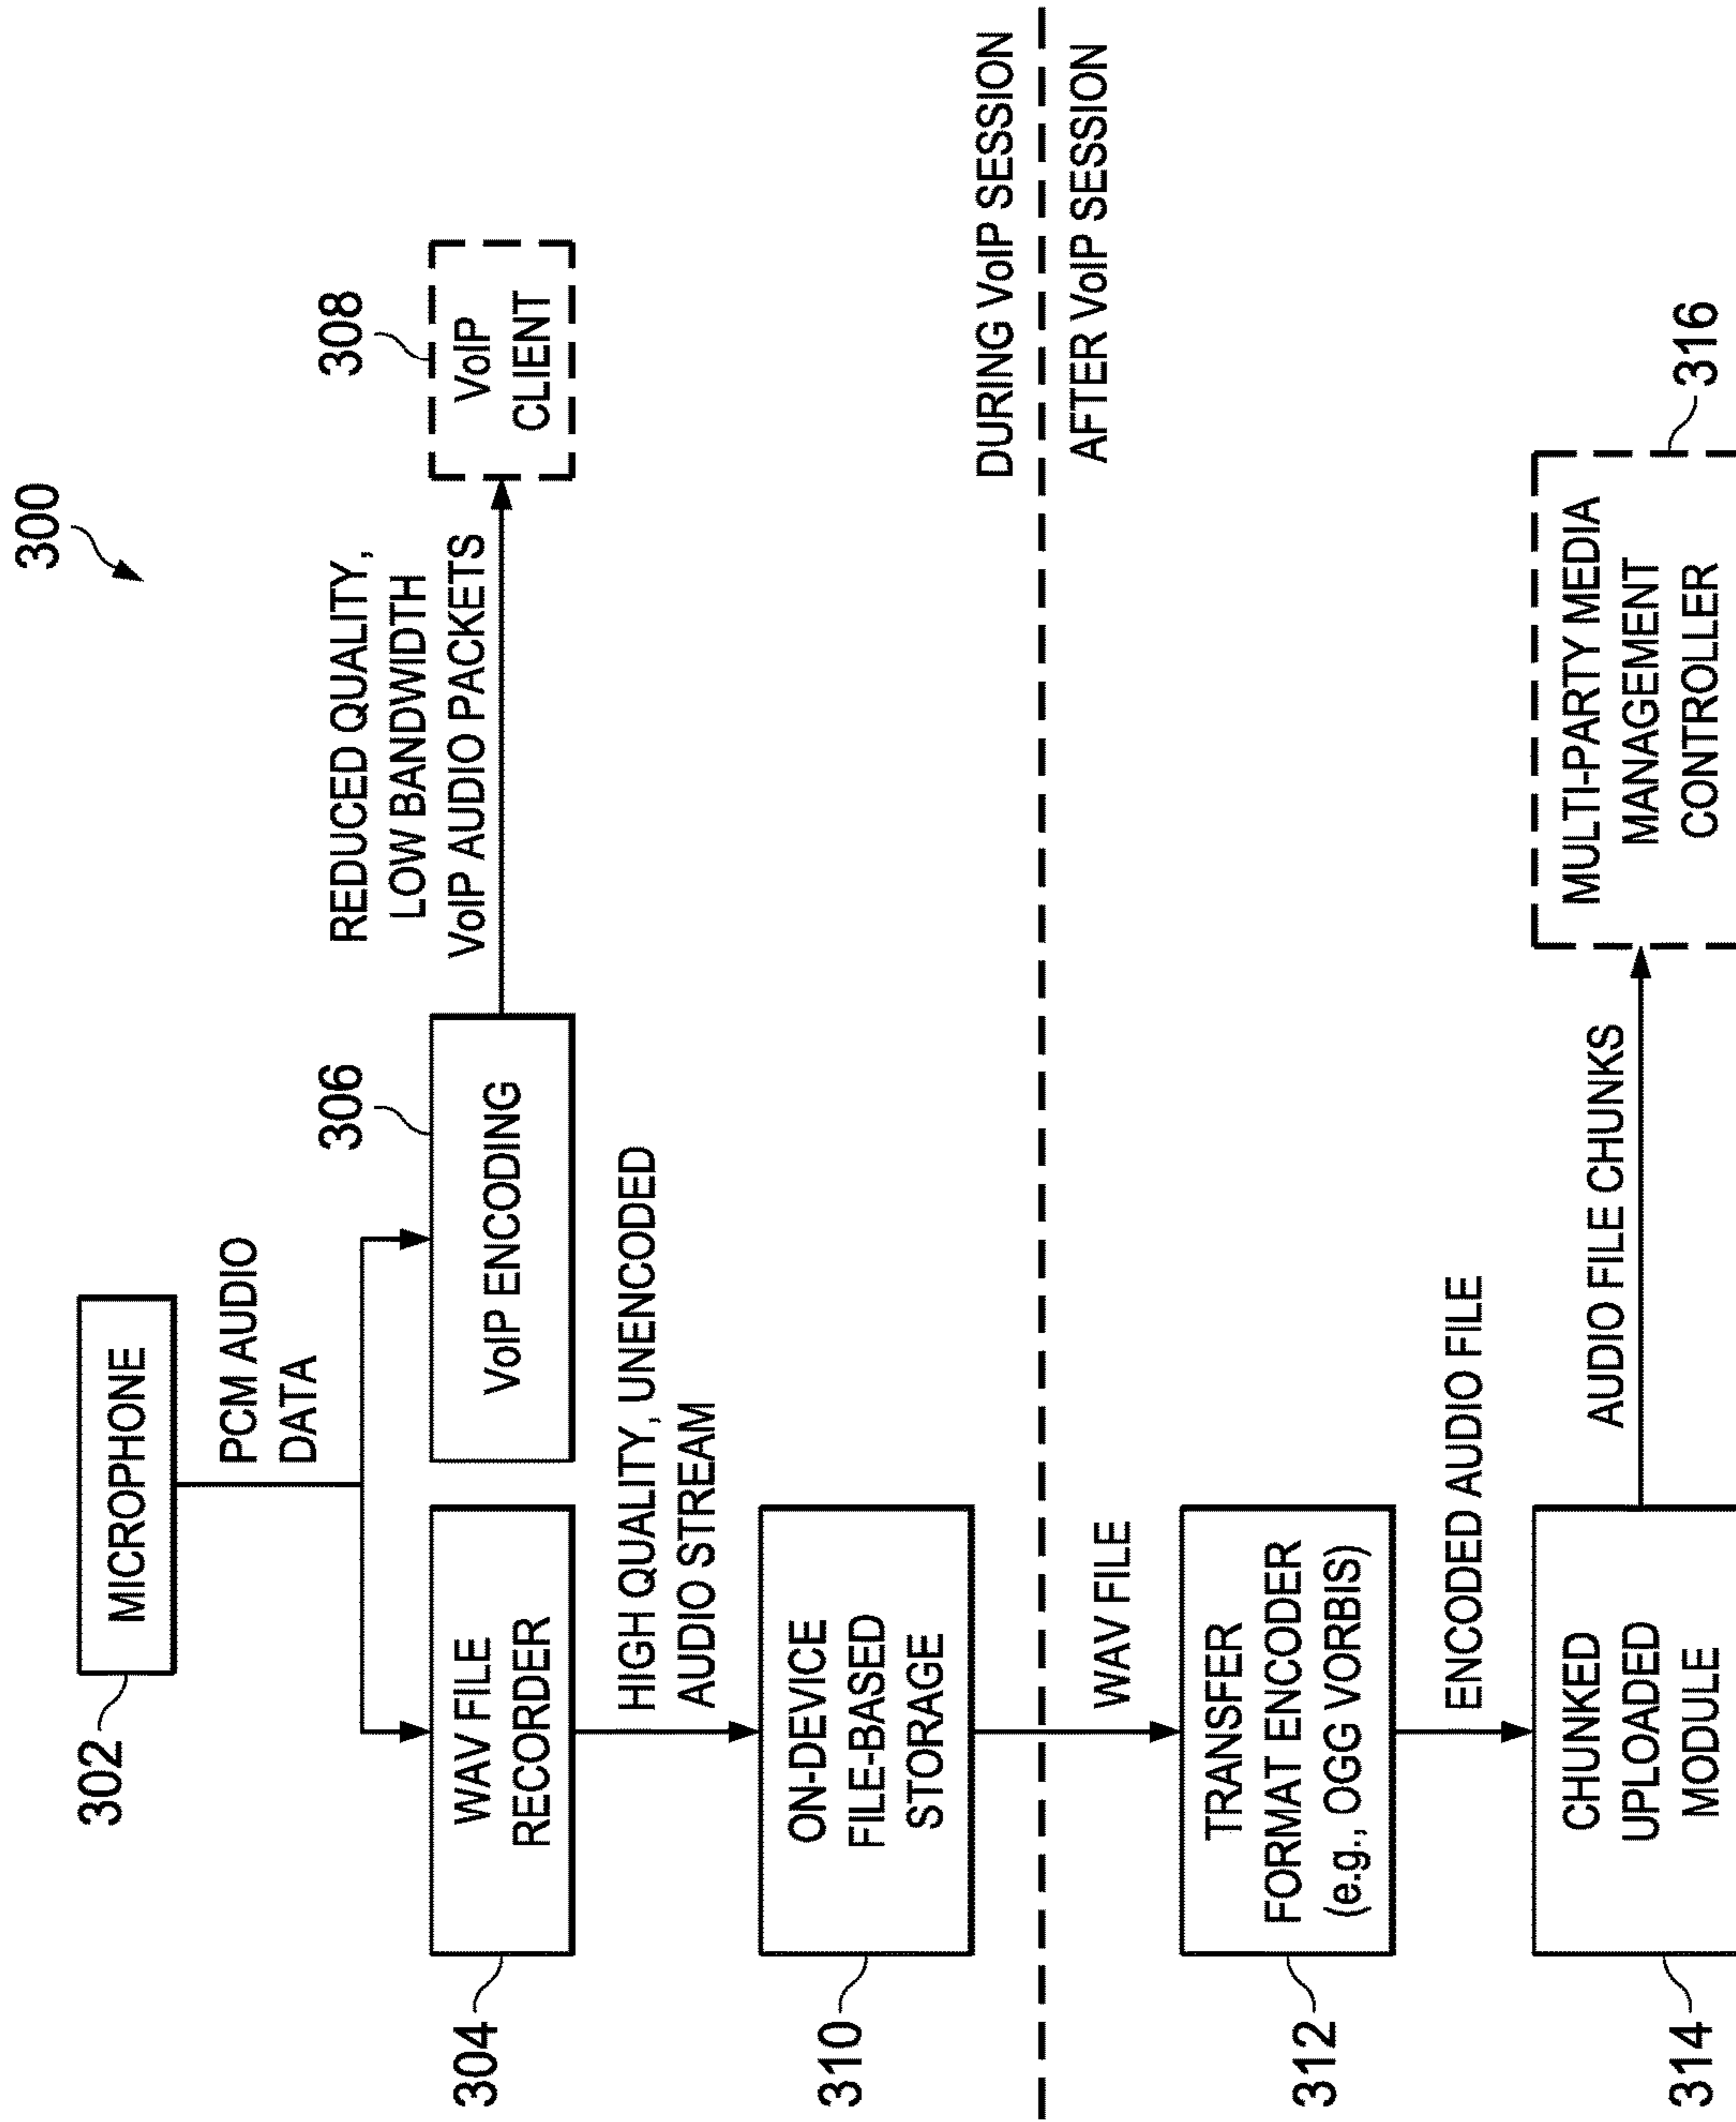 300
302
MICROPHONE
PCM AUDIO
DATA
304
WAV FILE
RECORDER
306
VoIP ENCODING
REDUCED QUALITY,
LOW BANDWIDTH
VoIP AUDIO PACKETS
308
VoIP
CLIENT
HIGH QUALITY, UNENCODED
AUDIO STREAM
310
ON-DEVICE
FILE-BASED
STORAGE
DURING VoIP SESSION
AFTER VoIP SESSION
WAV FILE
312
TRANSFER
FORMAT ENCODER
(e.g., OGG VORBIS)
ENCODED AUDIO FILE
314
CHUNKED
UPLOADED
MODULE
AUDIO FILE CHUNKS
MULTI-PARTY MEDIA
MANAGEMENT
CONTROLLER
316